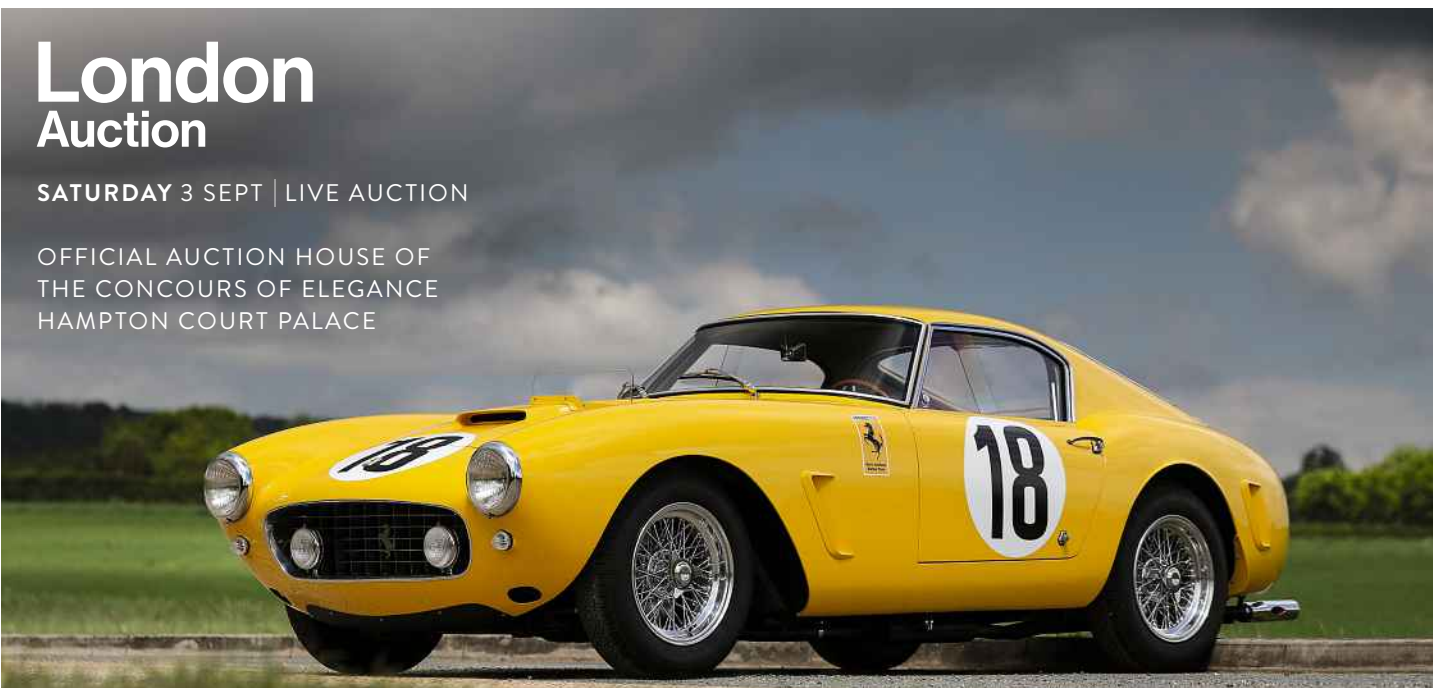 London
Auction
SATURDAY 3 SEPT | LIVE AUCTION
OFFICIAL AUCTION HOUSE OF
THE CONCOURS OF ELEGANCE
HAMPTON COURT PALACE
18
18